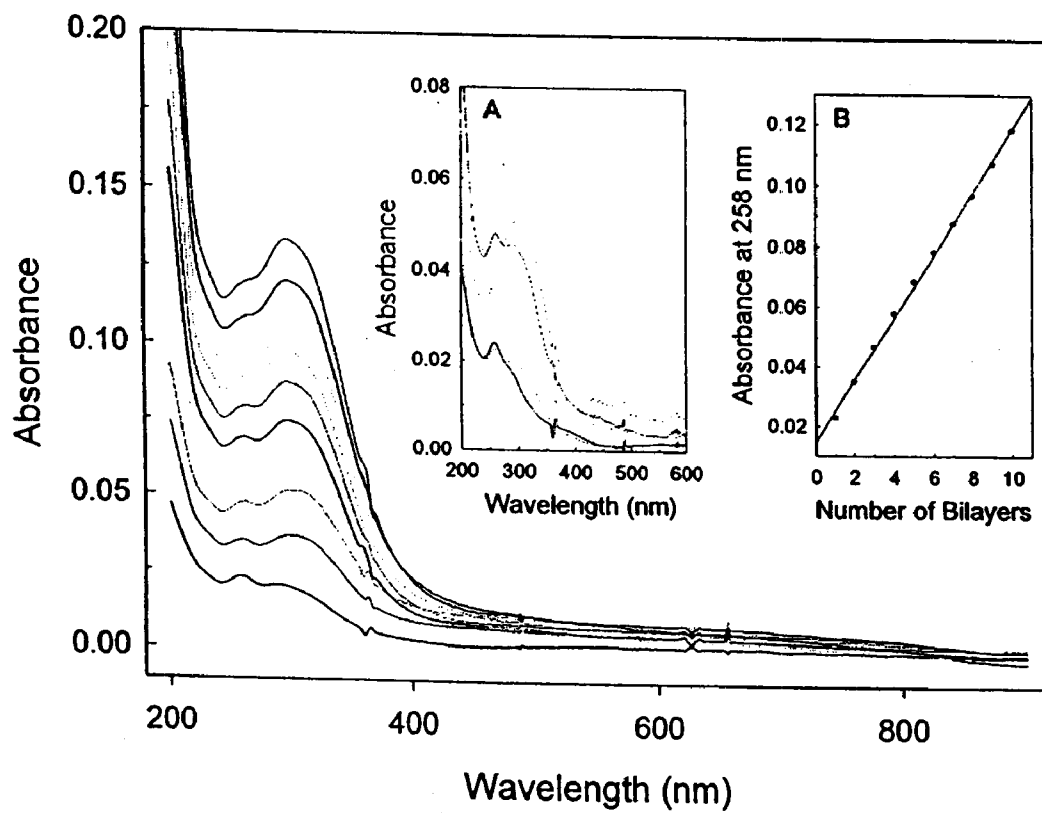 0.20
0.15
0.10
0.05
0.00
Absorbance
200
400
600
800
Wavelength (nm)
A
0.08
0.06
0.04
0.02
0.00
Absorbance
200 300 400 500 600
Wavelength (nm)
B
0.12
0.10
0.08
0.06
0.04
0.02
Absorbance at 258 nm
0 2 4 6 8 10
Number of Bilayers